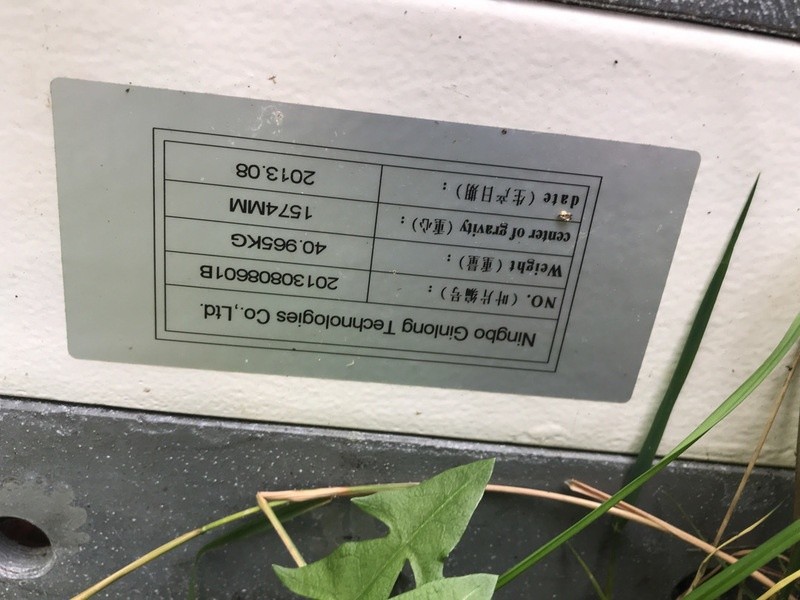 Ningbo Ginlong Technologies Co.,Ltd.
NO.（叶片编号）： 2013080８601B
Weight（重量）： 40.965KG
center of gravity（重心）： 1574MM
date（生产日期）： 2013.08